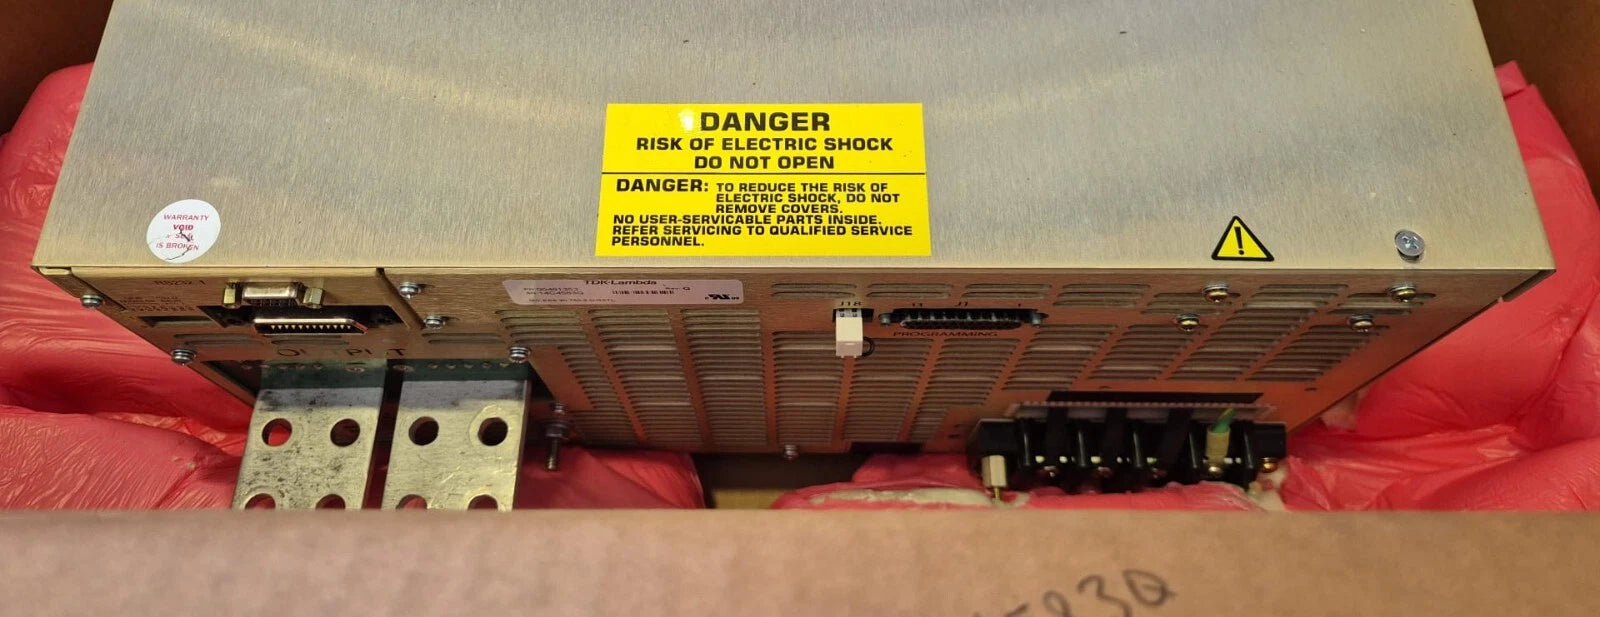 DANGER
RISK OF ELECTRIC SHOCK
DO NOT OPEN
DANGER: TO REDUCE THE RISK OF
ELECTRIC SHOCK, DO NOT
REMOVE COVERS.
NO USER-SERVICABLE PARTS INSIDE.
REFER SERVICING TO QUALIFIED SERVICE
PERSONNEL.
WARRANTY
VOID
IS BROKEN
TDK-Lambda
J18
J1
PROGRAMMING
OUTPUT